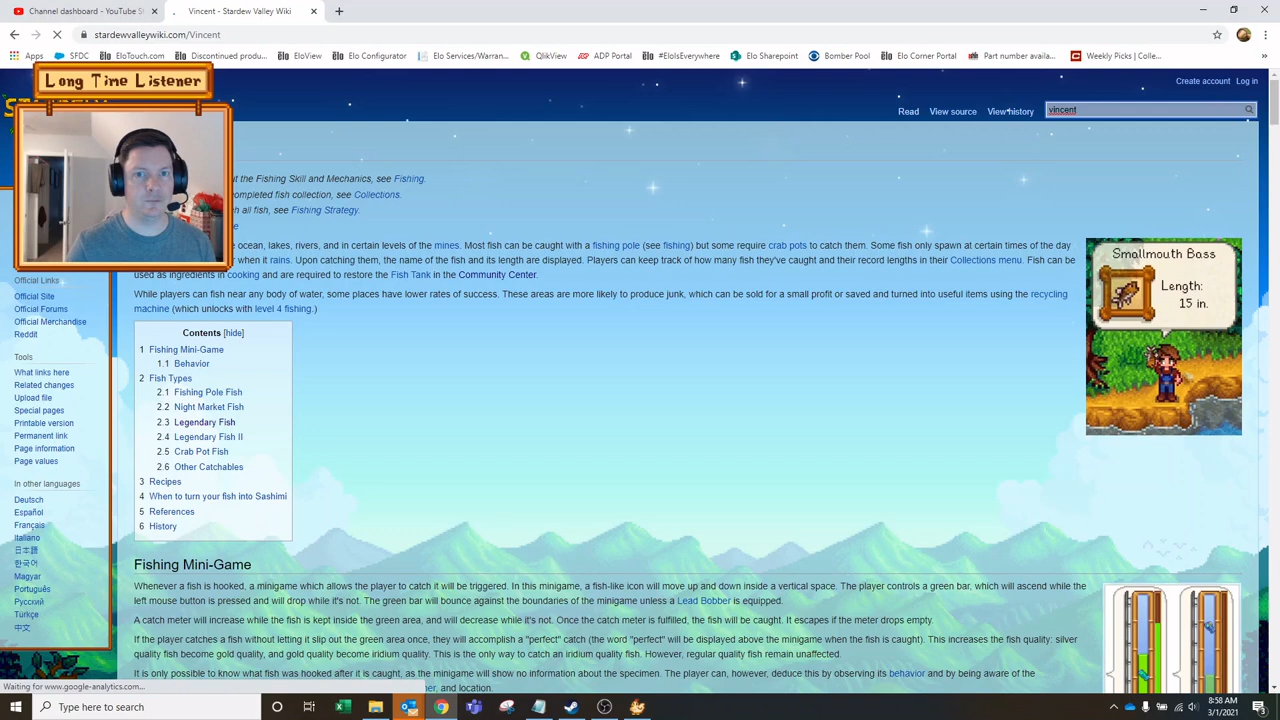 Channel dashboard - YouTube S
Vincent - Stardew Valley Wiki
stardewvalleywiki.com/Vincent
Apps
SFDC
EloTouch.com
Discontinued produ...
EloView
Elo Configurator
Elo Services/Warran...
QlikView
ADP Portal
#EloIsEverywhere
Elo Sharepoint
Bomber Pool
Elo Corner Portal
Part number availa...
Weekly Picks | Colle...
»
Long Time Listener
Create account Log in
Read View source View history
vincent
ut the Fishing Skill and Mechanics, see Fishing.
ompleted fish collection, see Collections.
ch all fish, see Fishing Strategy.
e ocean, lakes, rivers, and in certain levels of the mines. Most fish can be caught with a fishing pole (see fishing) but some require crab pots to catch them. Some fish only spawn at certain times of the day
when it rains. Upon catching them, the name of the fish and its length are displayed. Players can keep track of how many fish they've caught and their record lengths in their Collections menu. Fish can be
used as ingredients in cooking and are required to restore the Fish Tank in the Community Center.
While players can fish near any body of water, some places have lower rates of success. These areas are more likely to produce junk, which can be sold for a small profit or saved and turned into useful items using the recycling
machine (which unlocks with level 4 fishing.)
Smallmouth Bass
Length:
15 in.
Official Links
Official Site
Official Forums
Official Merchandise
Reddit
Tools
What links here
Related changes
Upload file
Special pages
Printable version
Permanent link
Page information
Page values
In other languages
Deutsch
Español
Français
Italiano
日本語
한국어
Magyar
Português
Русский
Türkçe
中文
Contents [hide]
1 Fishing Mini-Game
1.1 Behavior
2 Fish Types
2.1 Fishing Pole Fish
2.2 Night Market Fish
2.3 Legendary Fish
2.4 Legendary Fish II
2.5 Crab Pot Fish
2.6 Other Catchables
3 Recipes
4 When to turn your fish into Sashimi
5 References
6 History
Fishing Mini-Game
Whenever a fish is hooked, a minigame which allows the player to catch it will be triggered. In this minigame, a fish-like icon will move up and down inside a vertical space. The player controls a green bar, which will ascend while the
left mouse button is pressed and will drop while it's not. The green bar will bounce against the boundaries of the minigame unless a Lead Bobber is equipped.
A catch meter will increase while the fish is kept inside the green area, and will decrease while it's not. Once the catch meter is fulfilled, the fish will be caught. It escapes if the meter drops empty.
If the player catches a fish without letting it slip out the green area once, they will accomplish a "perfect" catch (the word "perfect" will be displayed above the minigame when the fish is caught). This increases the fish quality: silver
quality fish become gold quality, and gold quality become iridium quality. This is the only way to catch an iridium quality fish. However, regular quality fish remain unaffected.
It is only possible to know what fish was hooked after it is caught, as the minigame will show no information about the specimen. The player can, however, deduce this by observing its behavior and by being aware of the
ner, and location.
Waiting for www.google-analytics.com...
Type here to search
8:58 AM
3/1/2021